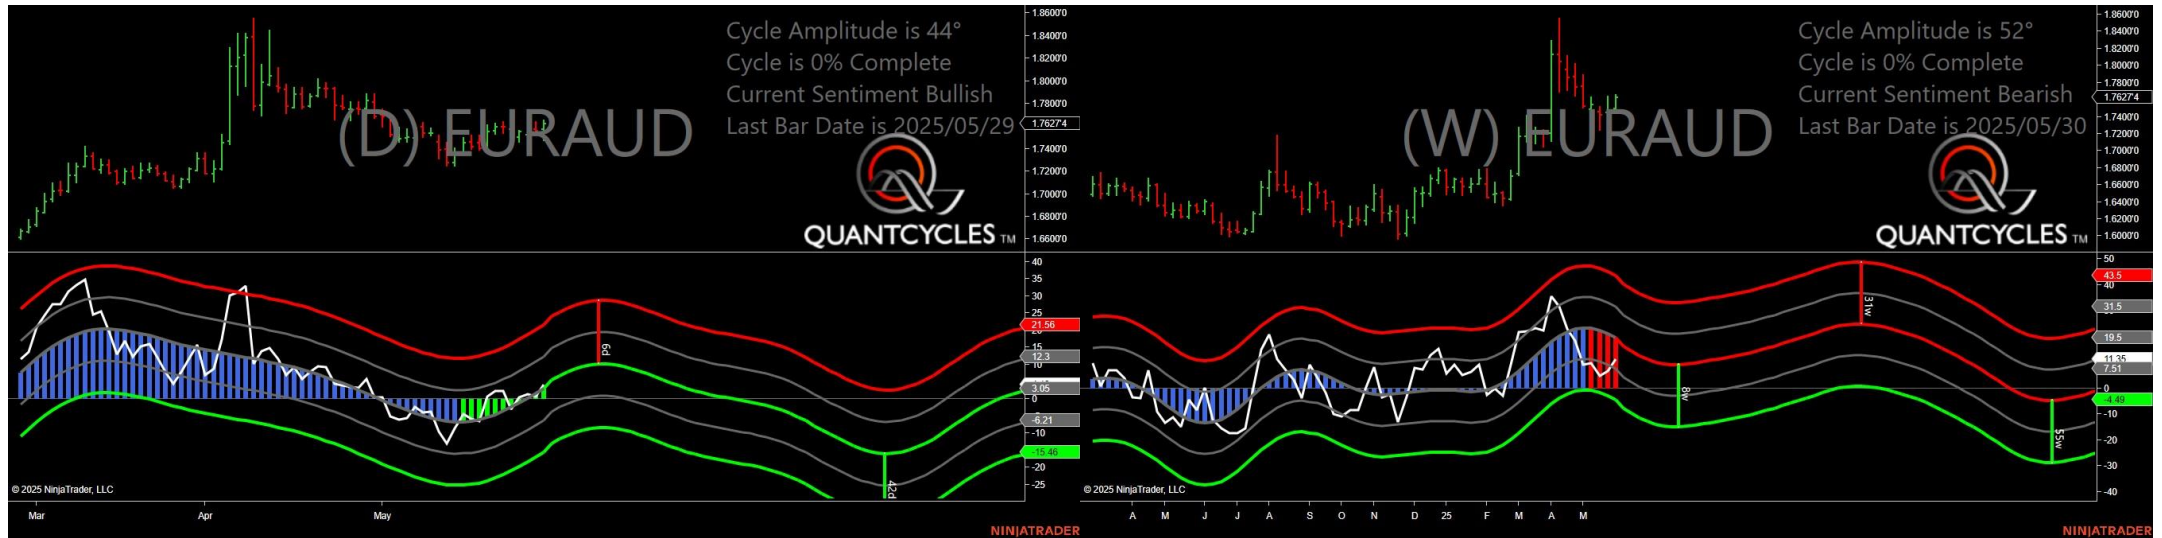 Cycle Amplitude is 44°
Cycle is 0% Complete
Current Sentiment Bullish
Last Bar Date is 2025/05/29
(D) EURAUD
QUANTCYCLES TM
1.8600'0
1.8400'0
1.8200'0
1.8000'0
1.7800'0
1.7627'4
1.7400'0
1.7200'0
1.7000'0
1.6800'0
1.6600'0
40
35
30
25
21.56
15
12.3
10
3.05
0
-6.21
-10
-15.46
-20
-25
6d
42d
© 2025 NinjaTrader, LLC
Mar Apr May
NINJATRADER
Cycle Amplitude is 52°
Cycle is 0% Complete
Current Sentiment Bearish
Last Bar Date is 2025/05/30
(W) EURAUD
QUANTCYCLES TM
1.8600'0
1.8400'0
1.8200'0
1.8000'0
1.7800'0
1.7627'4
1.7400'0
1.7200'0
1.7000'0
1.6800'0
1.6600'0
1.6400'0
1.6200'0
1.6000'0
50
43.5
40
31.5
19.5
11.35
7.51
0
-4.49
-10
-20
-30
-40
31w
8w
55w
© 2025 NinjaTrader, LLC
A M J J A S O N D 25 F M A M
NINJATRADER